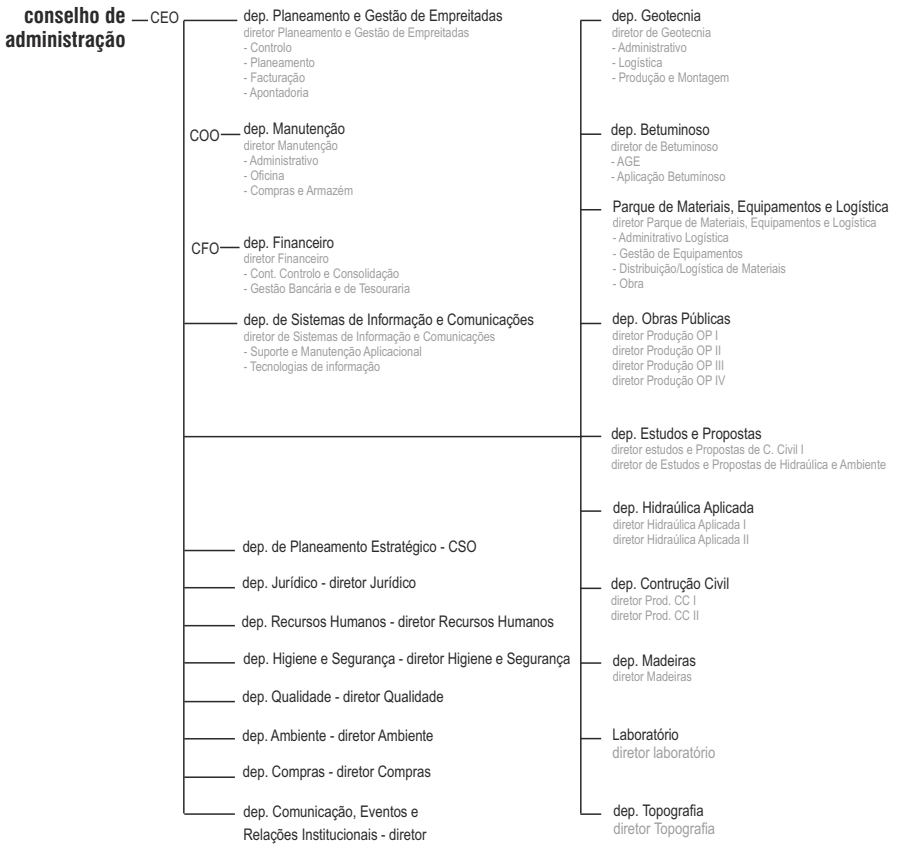 conselho de
administração
CEO
dep. Planeamento e Gestão de Empreitadas
diretor Planeamento e Gestão de Empreitadas
- Controlo
- Planeamento
- Facturação
- Apontadoria
COO
dep. Manutenção
diretor Manutenção
- Administrativo
- Oficina
- Compras e Armazém
CFO
dep. Financeiro
diretor Financeiro
- Cont. Controlo e Consolidação
- Gestão Bancária e de Tesouraria
dep. de Sistemas de Informação e Comunicações
diretor de Sistemas de Informação e Comunicações
- Suporte e Manutenção Aplicacional
- Tecnologias de informação
dep. de Planeamento Estratégico - CSO
dep. Jurídico - diretor Jurídico
dep. Recursos Humanos - diretor Recursos Humanos
dep. Higiene e Segurança - diretor Higiene e Segurança
dep. Qualidade - diretor Qualidade
dep. Ambiente - diretor Ambiente
dep. Compras - diretor Compras
dep. Comunicação, Eventos e
Relações Institucionais - diretor
dep. Geotecnia
diretor de Geotecnia
- Administrativo
- Logística
- Produção e Montagem
dep. Betuminoso
diretor de Betuminoso
- AGE
- Aplicação Betuminoso
Parque de Materiais, Equipamentos e Logística
diretor Parque de Materiais, Equipamentos e Logística
- Adminitrativo Logística
- Gestão de Equipamentos
- Distribuição/Logística de Materiais
- Obra
dep. Obras Públicas
diretor Produção OP I
diretor Produção OP II
diretor Produção OP III
diretor Produção OP IV
dep. Estudos e Propostas
diretor estudos e Propostas de C. Civil I
diretor de Estudos e Propostas de Hidraúlica e Ambiente
dep. Hidraúlica Aplicada
diretor Hidraúlica Aplicada I
diretor Hidraúlica Aplicada II
dep. Contrução Civil
diretor Prod. CC I
diretor Prod. CC II
dep. Madeiras
diretor Madeiras
Laboratório
diretor laboratório
dep. Topografia
diretor Topografia